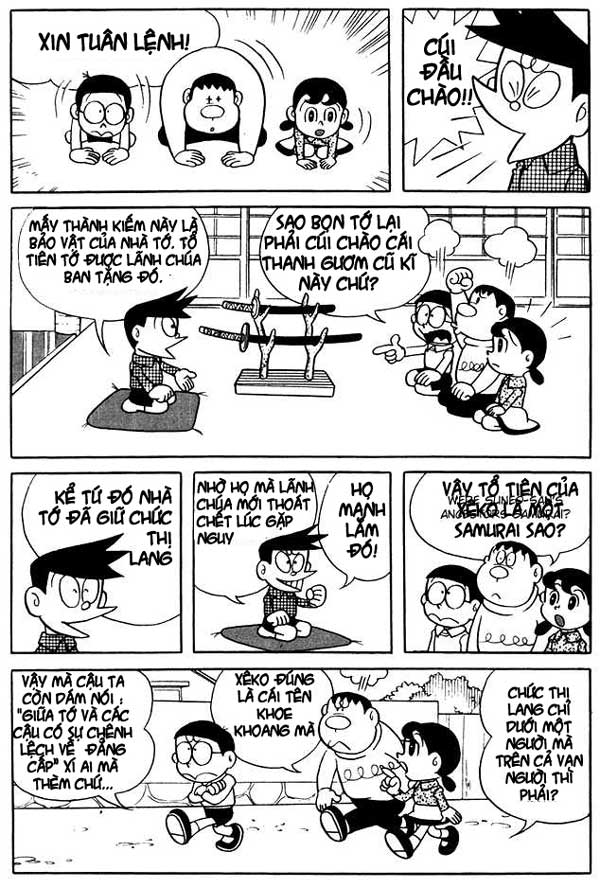 CÚI
ĐẦU
CHÀO!!
XIN TUÂN LỆNH!
SAO BỌN TỚ LẠI
PHẢI CÚI CHÀO CÁI
THANH GƯƠM CŨ KĨ
NÀY CHỨ?
MẤY THÀNH KIẾM NÀY LÀ
BẢO VẬT CỦA NHÀ TỚ. TỔ
TIÊN TỚ ĐƯỢC LÃNH CHÚA
BAN TẶNG ĐÓ.
VẬY TỔ TIÊN CỦA
XÊKO LÀ MỘT
SAMURAI SAO?
WERE SUNEO-SAN'S
ANCESTORS SAMURAI?
HỌ
MẠNH
LẮM
ĐÓ!
NHỜ HỌ MÀ LÃNH
CHÚA MỚI THOÁT
CHẾT LÚC GẶP
NGUY
KỂ TỪ ĐÓ NHÀ
TỚ ĐÃ GIỮ CHỨC
THỊ
LANG
CHỨC THỊ
LANG CHỈ
DƯỚI MỘT
NGƯỜI MÀ
TRÊN CẢ VẠN
NGƯỜI THÌ
PHẢI?
XÊKO ĐÚNG
LÀ CÁI TÊN
KHOE
KHOANG MÀ
VẬY MÀ CẬU TA
CÒN DÁM NÓI :
"GIỮA TỚ VÀ CÁC
CẬU CÓ SỰ CHÊNH
LỆCH VỀ ĐẲNG
CẤP" XÍ AI MÀ
THÈM CHỨ...